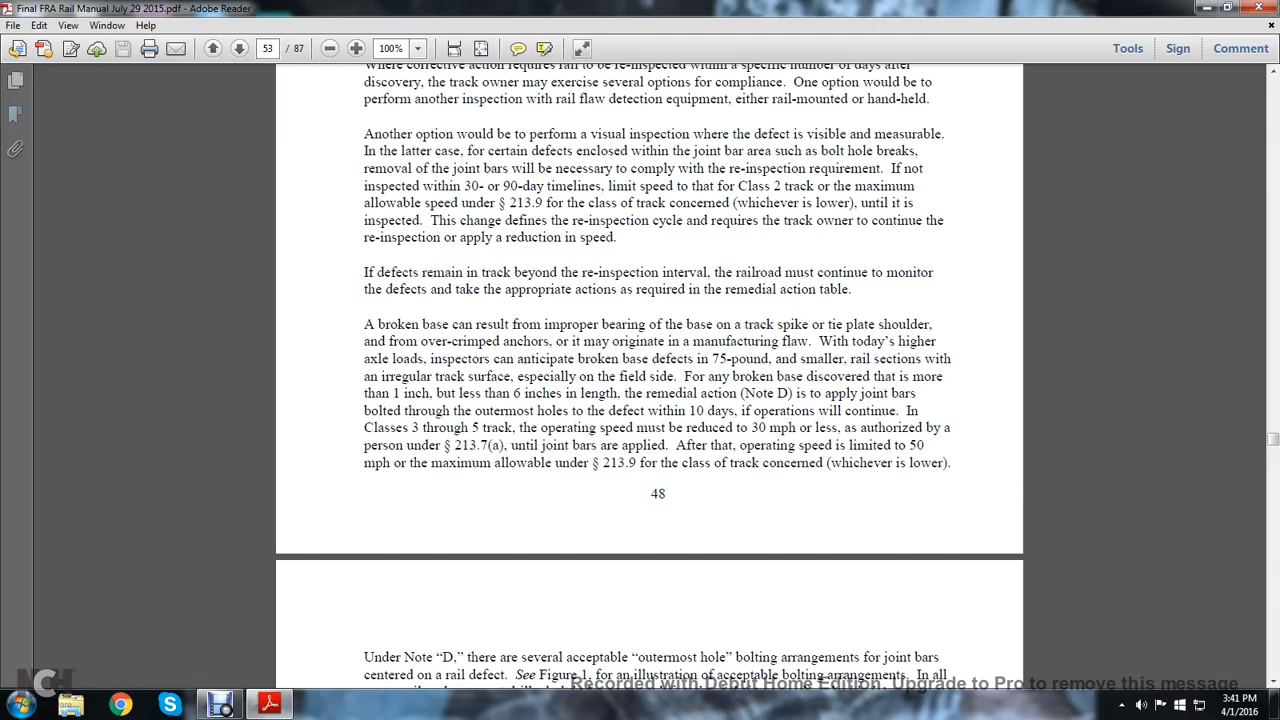 Final FRA Rail Manual July 29 2015.pdf - Adobe Reader
File Edit View Window Help
53 / 87 100% Tools Sign Comment
Where corrective action requires rail to be re-inspected within a specific number of days after
discovery, the track owner may exercise several options for compliance. One option would be to
perform another inspection with rail flaw detection equipment, either rail-mounted or hand-held.
Another option would be to perform a visual inspection where the defect is visible and measurable.
In the latter case, for certain defects enclosed within the joint bar area such as bolt hole breaks,
removal of the joint bars will be necessary to comply with the re-inspection requirement. If not
inspected within 30- or 90-day timelines, limit speed to that for Class 2 track or the maximum
allowable speed under § 213.9 for the class of track concerned (whichever is lower), until it is
inspected. This change defines the re-inspection cycle and requires the track owner to continue the
re-inspection or apply a reduction in speed.
If defects remain in track beyond the re-inspection interval, the railroad must continue to monitor
the defects and take the appropriate actions as required in the remedial action table.
A broken base can result from improper bearing of the base on a track spike or tie plate shoulder,
and from over-crimped anchors, or it may originate in a manufacturing flaw. With today's higher
axle loads, inspectors can anticipate broken base defects in 75-pound, and smaller, rail sections with
an irregular track surface, especially on the field side. For any broken base discovered that is more
than 1 inch, but less than 6 inches in length, the remedial action (Note D) is to apply joint bars
bolted through the outermost holes to the defect within 10 days, if operations will continue. In
Classes 3 through 5 track, the operating speed must be reduced to 30 mph or less, as authorized by a
person under § 213.7(a), until joint bars are applied. After that, operating speed is limited to 50
mph or the maximum allowable under § 213.9 for the class of track concerned (whichever is lower).
48
Under Note “D,” there are several acceptable “outermost hole” bolting arrangements for joint bars
centered on a rail defect. See Figure 1, for an illustration of acceptable bolting arrangements. In all
Recorded with Debut Home Edition. Upgrade to Pro to remove this message
NCH
3:41 PM
4/1/2016